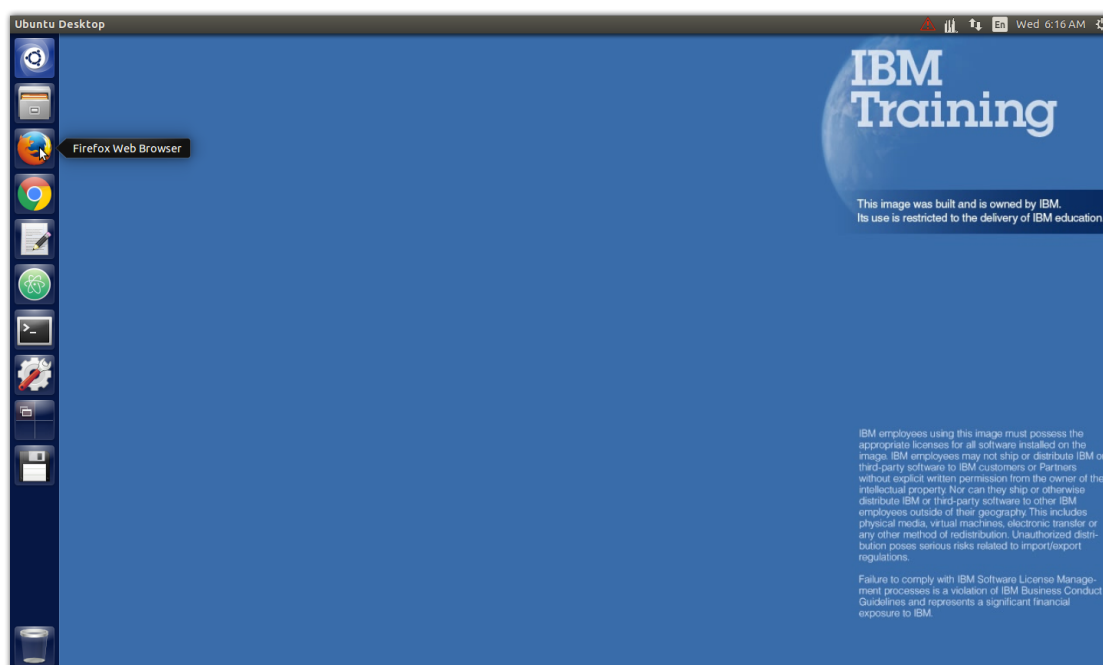 Ubuntu Desktop
En Wed 6:16 AM
IBM
Training
Firefox Web Browser
This image was built and is owned by IBM.
Its use is restricted to the delivery of IBM education
>_
IBM employees using this image must possess the
appropriate licenses for all software installed on the
image. IBM employees may not ship or distribute IBM or
third-party software to IBM customers or Partners
without explicit written permission from the owner of the
intellectual property. Nor can they ship or otherwise
distribute IBM or third-party software to other IBM
employees outside of their geography. This includes
physical media, virtual machines, electronic transfer or
any other method of redistribution. Unauthorized distri-
bution poses serious risks related to import/export
regulations.
Failure to comply with IBM Software License Manage-
ment processes is a violation of IBM Business Conduct
Guidelines and represents a significant financial
exposure to IBM.